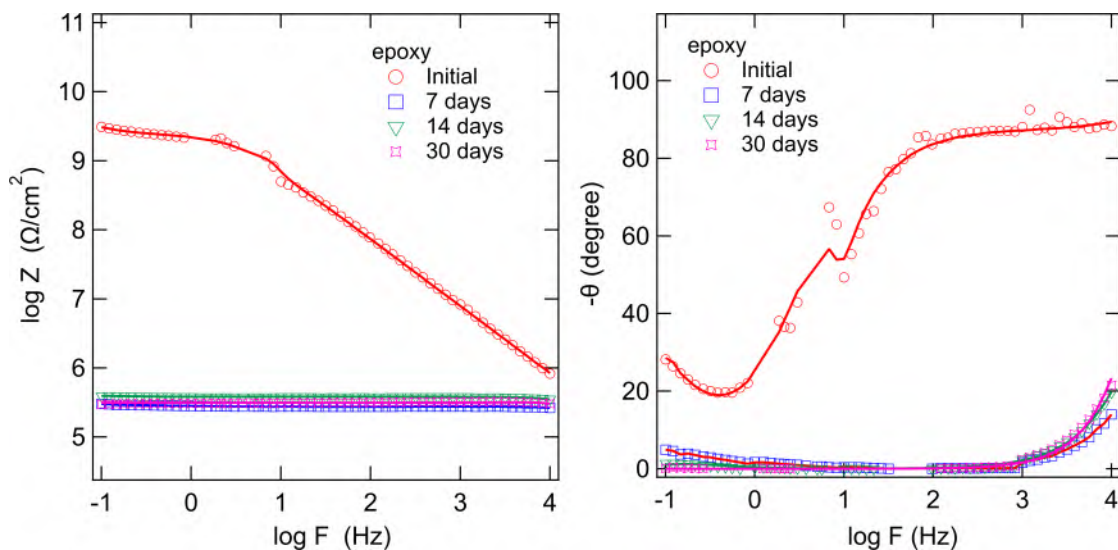 11
10
9
8
7
6
5
log Z (Ω/cm²)
-1
0
1
2
3
4
log F (Hz)
epoxy
Initial
7 days
14 days
30 days
100
80
60
40
20
0
-θ (degree)
-1
0
1
2
3
4
log F (Hz)
epoxy
Initial
7 days
14 days
30 days